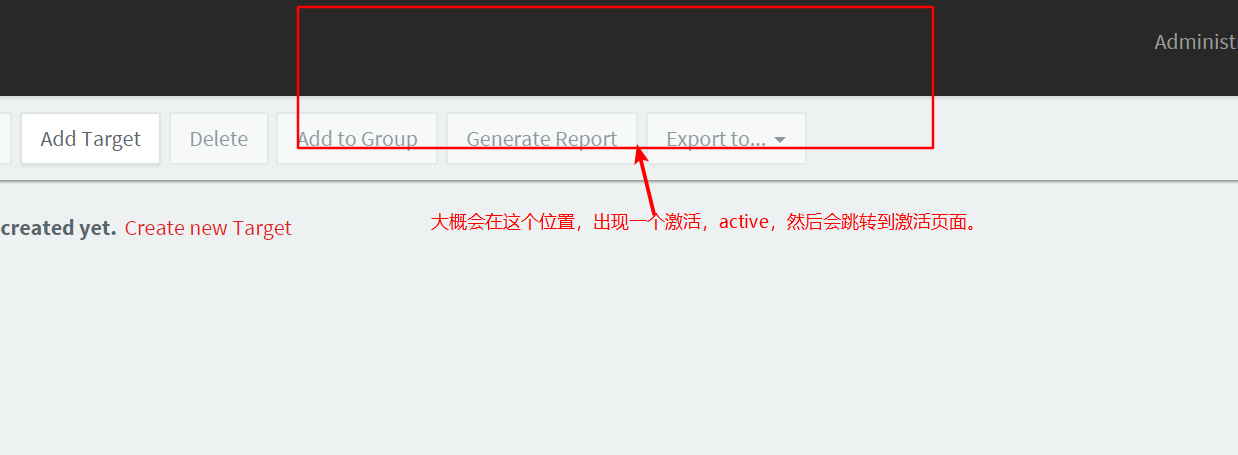 Administ
Add Target Delete Add to Group Generate Report Export to...
created yet. Create new Target
大概会在这个位置，出现一个激活，active，然后会跳转到激活页面。